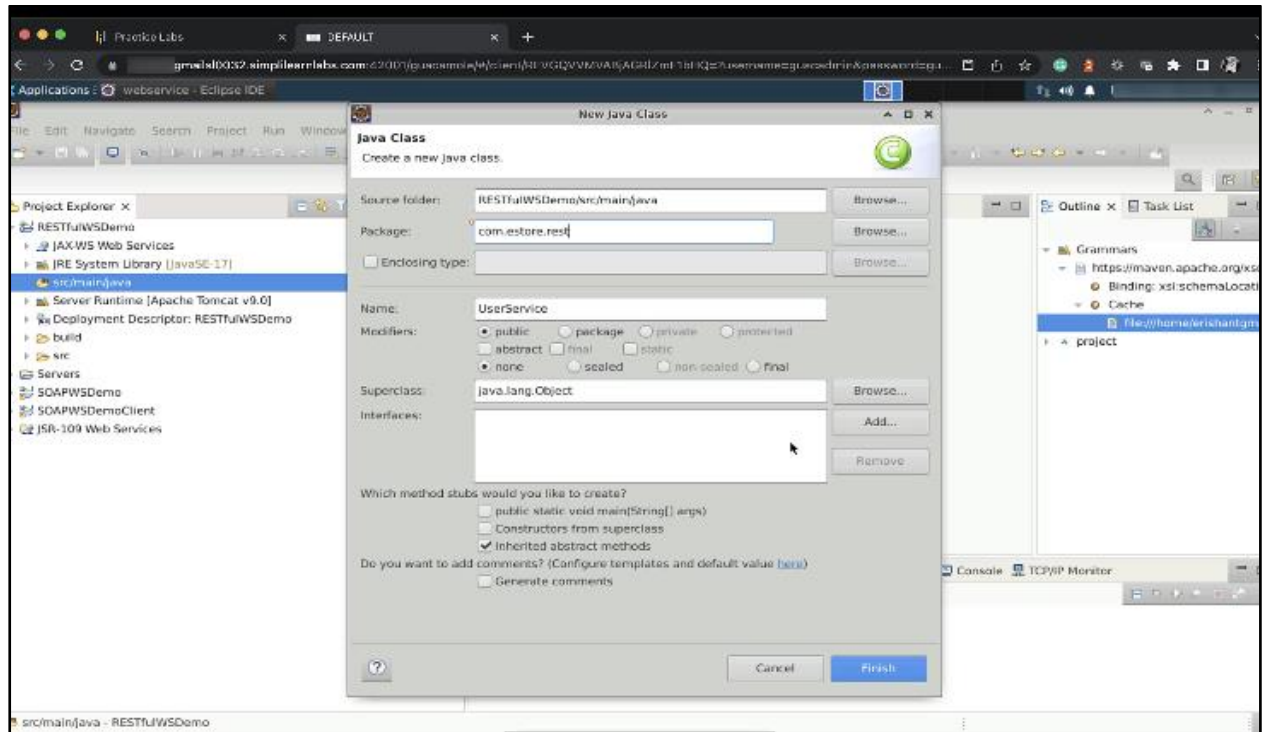 Practice Labs
DEFAULT
Applications : webservice - Eclipse IDE
New Java Class
File Edit Navigate Search Project Run Window
Java Class
Create a new Java class.
Source folder: RESTfulWSDemo/src/main/java Browse...
Package: com.estore.rest Browse...
Enclosing type: Browse...
Name: UserService
Modifiers: public package private protected
abstract final static
none sealed non-sealed final
Superclass: java.lang.Object Browse...
Interfaces: Add...
Remove
Which method stubs would you like to create?
public static void main(String[] args)
Constructors from superclass
Inherited abstract methods
Do you want to add comments? (Configure templates and default value here)
Generate comments
Cancel Finish
Project Explorer
RESTfulWSDemo
JAX-WS Web Services
JRE System Library [JavaSE-17]
src/main/java
Server Runtime [Apache Tomcat v9.0]
Deployment Descriptor: RESTfulWSDemo
build
src
Servers
SOAPWSDemo
SOAPWSDemoClient
JSR-109 Web Services
Outline Task List
Grammars
https://maven.apache.org/xsd
Binding: xsi:schemaLocati
Cache
file:///home/erishantgm
project
Console TCP/IP Monitor
src/main/java - RESTfulWSDemo